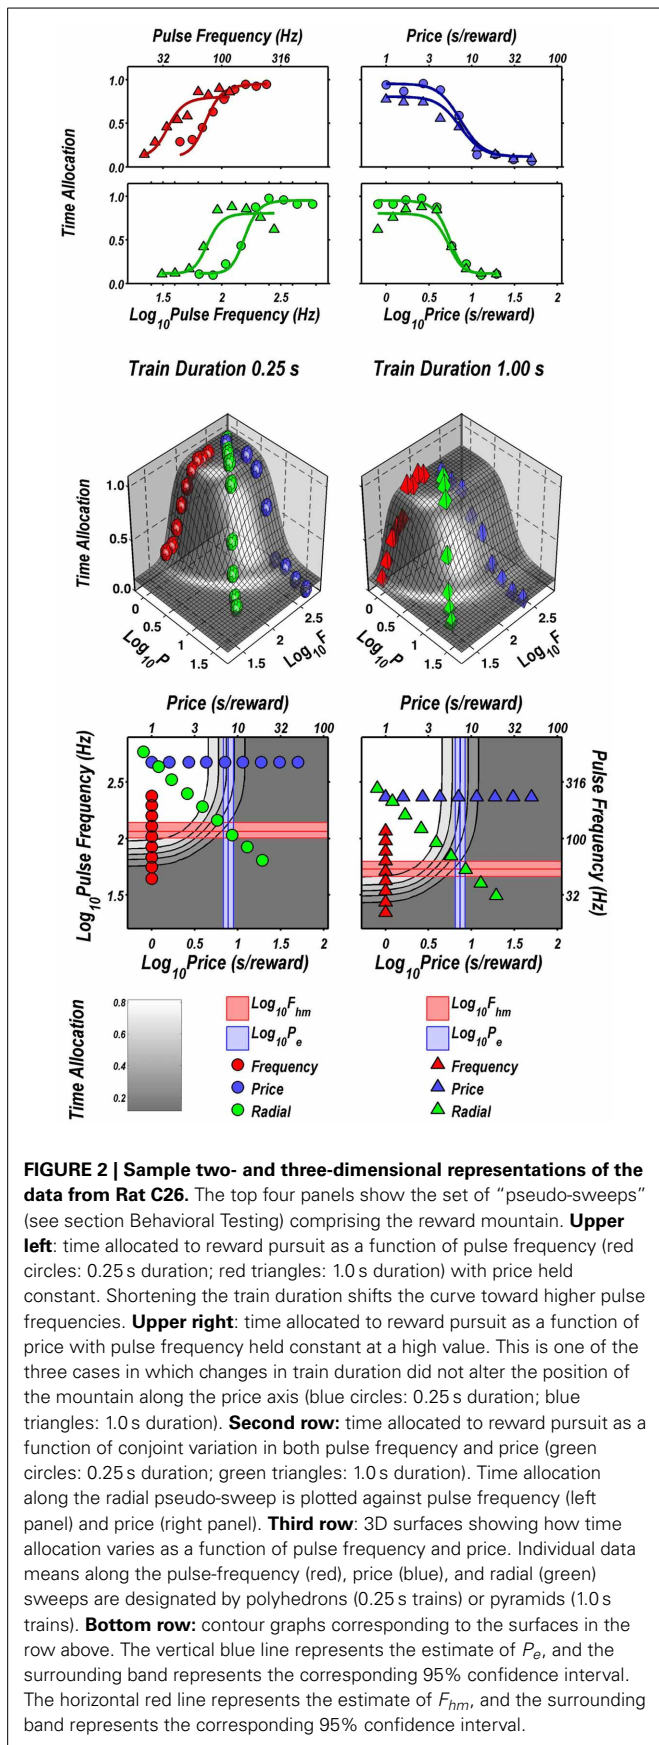 Pulse Frequency (Hz) Price (s/reward)
32 100 316 1 3 10 32 100
1.0
0.5
0.0
Time Allocation
1.0
0.5
0.0
1.5 2 2.5 0 0.5 1 1.5 2
Log10Pulse Frequency (Hz) Log10Price (s/reward)
Train Duration 0.25 s Train Duration 1.00 s
Time Allocation
1.0
0.5
0.0
0 0.5 1 1.5 1.5 2 2.5
Log10P Log10F
0 0.5 1 1.5 1.5 2 2.5
Log10P Log10F
Price (s/reward) Price (s/reward)
1 3 10 32 100 1 3 10 32 100
Log10Pulse Frequency (Hz)
2.5
2
1.5
Pulse Frequency (Hz)
316
100
32
0 0.5 1 1.5 2 0 0.5 1 1.5 2
Log10Price (s/reward) Log10Price (s/reward)
Time Allocation
0.8
0.6
0.4
0.2
Log10Fhm
Log10Pe
Frequency
Price
Radial
Log10Fhm
Log10Pe
Frequency
Price
Radial
FIGURE 2 | Sample two- and three-dimensional representations of the
data from Rat C26. The top four panels show the set of “pseudo-sweeps”
(see section Behavioral Testing) comprising the reward mountain. Upper
left: time allocated to reward pursuit as a function of pulse frequency (red
circles: 0.25 s duration; red triangles: 1.0 s duration) with price held
constant. Shortening the train duration shifts the curve toward higher pulse
frequencies. Upper right: time allocated to reward pursuit as a function of
price with pulse frequency held constant at a high value. This is one of the
three cases in which changes in train duration did not alter the position of
the mountain along the price axis (blue circles: 0.25 s duration; blue
triangles: 1.0 s duration). Second row: time allocated to reward pursuit as a
function of conjoint variation in both pulse frequency and price (green
circles: 0.25 s duration; green triangles: 1.0 s duration). Time allocation
along the radial pseudo-sweep is plotted against pulse frequency (left
panel) and price (right panel). Third row: 3D surfaces showing how time
allocation varies as a function of pulse frequency and price. Individual data
means along the pulse-frequency (red), price (blue), and radial (green)
sweeps are designated by polyhedrons (0.25 s trains) or pyramids (1.0 s
trains). Bottom row: contour graphs corresponding to the surfaces in the
row above. The vertical blue line represents the estimate of Pe, and the
surrounding band represents the corresponding 95% confidence interval.
The horizontal red line represents the estimate of Fhm, and the surrounding
band represents the corresponding 95% confidence interval.